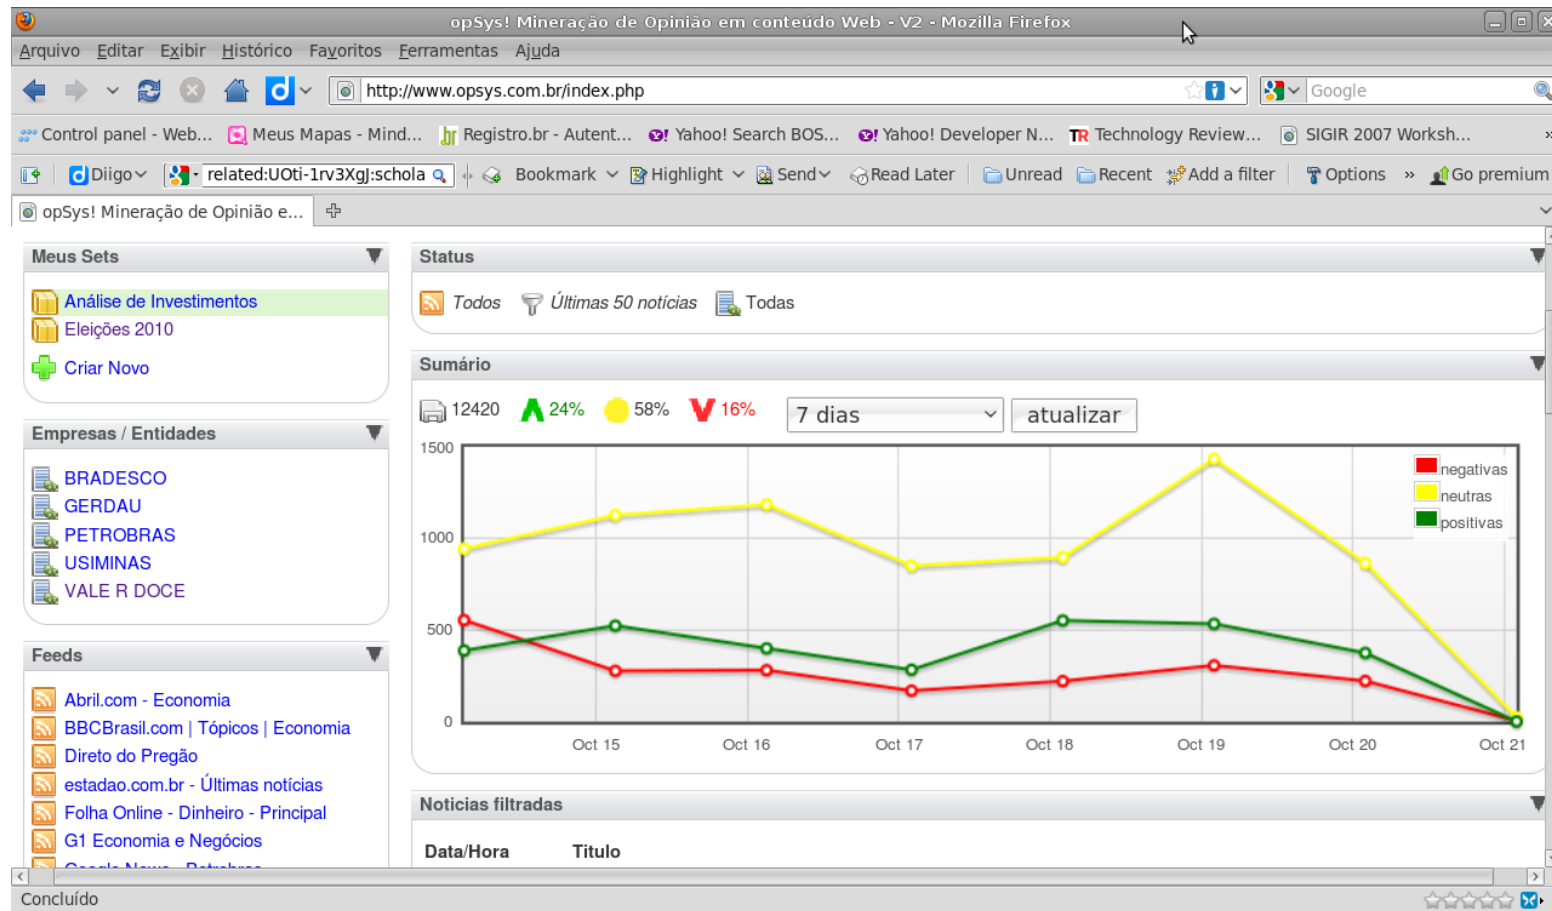 opSys! Mineração de Opinião em conteúdo Web - V2 - Mozilla Firefox
Arquivo Editar Exibir Histórico Favoritos Ferramentas Ajuda
http://www.opsys.com.br/index.php
Google
Control panel - Web... Meus Mapas - Mind... Registro.br - Autent... Yahoo! Search BOS... Yahoo! Developer N... TR Technology Review... SIGIR 2007 Worksh...
Diigo related:UOti-1rv3XgJ:schola Bookmark Highlight Send Read Later Unread Recent Add a filter Options » Go premium
opSys! Mineração de Opinião e...
Meus Sets
Análise de Investimentos
Eleições 2010
Criar Novo
Empresas / Entidades
BRADESCO
GERDAU
PETROBRAS
USIMINAS
VALE R DOCE
Feeds
Abril.com - Economia
BBCBrasil.com | Tópicos | Economia
Direto do Pregão
estadao.com.br - Últimas notícias
Folha Online - Dinheiro - Principal
G1 Economia e Negócios
Status
Todos Últimas 50 notícias Todas
Sumário
12420 24% 58% 16% 7 dias atualizar
1500
1000
500
0
negativas
neutras
positivas
Oct 15 Oct 16 Oct 17 Oct 18 Oct 19 Oct 20 Oct 21
Noticias filtradas
Data/Hora Titulo
Concluído